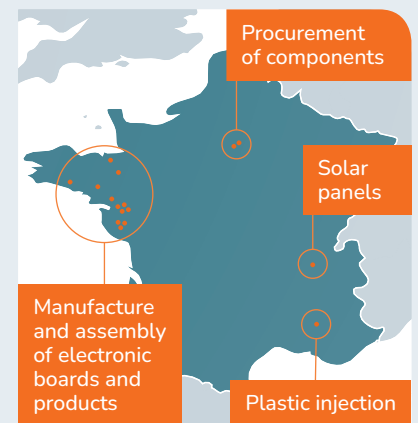 Procurement
of components
Solar
panels
Manufacture
and assembly
of electronic
boards and
products
Plastic injection